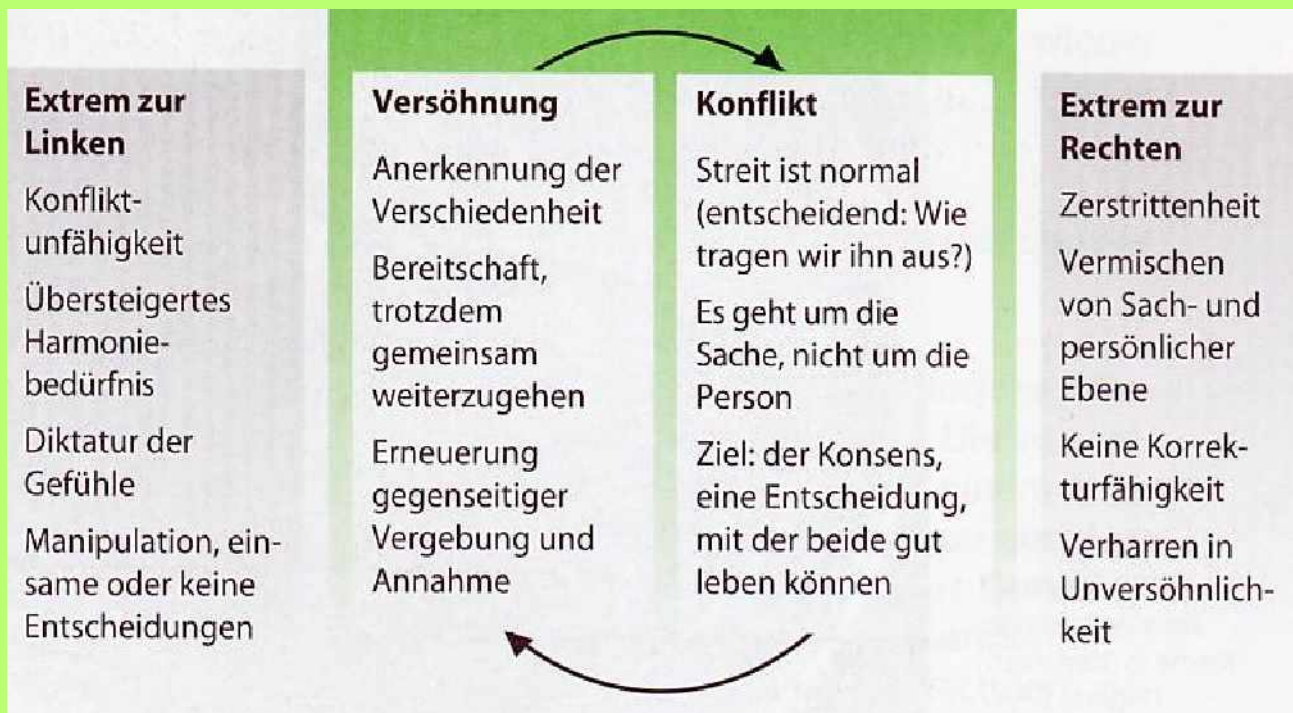 Extrem zur
Linken
Konflikt-
unfähigkeit
Übersteigertes
Harmonie-
bedürfnis
Diktatur der
Gefühle
Manipulation, ein-
same oder keine
Entscheidungen
Versöhnung
Anerkennung der
Verschiedenheit
Bereitschaft,
trotzdem
gemeinsam
weiterzugehen
Erneuerung
gegenseitiger
Vergebung und
Annahme
Konflikt
Streit ist normal
(entscheidend: Wie
tragen wir ihn aus?)
Es geht um die
Sache, nicht um die
Person
Ziel: der Konsens,
eine Entscheidung,
mit der beide gut
leben können
Extrem zur
Rechten
Zerstrittenheit
Vermischen
von Sach- und
persönlicher
Ebene
Keine Korrek-
turfähigkeit
Verharren in
Unversöhnlich-
keit